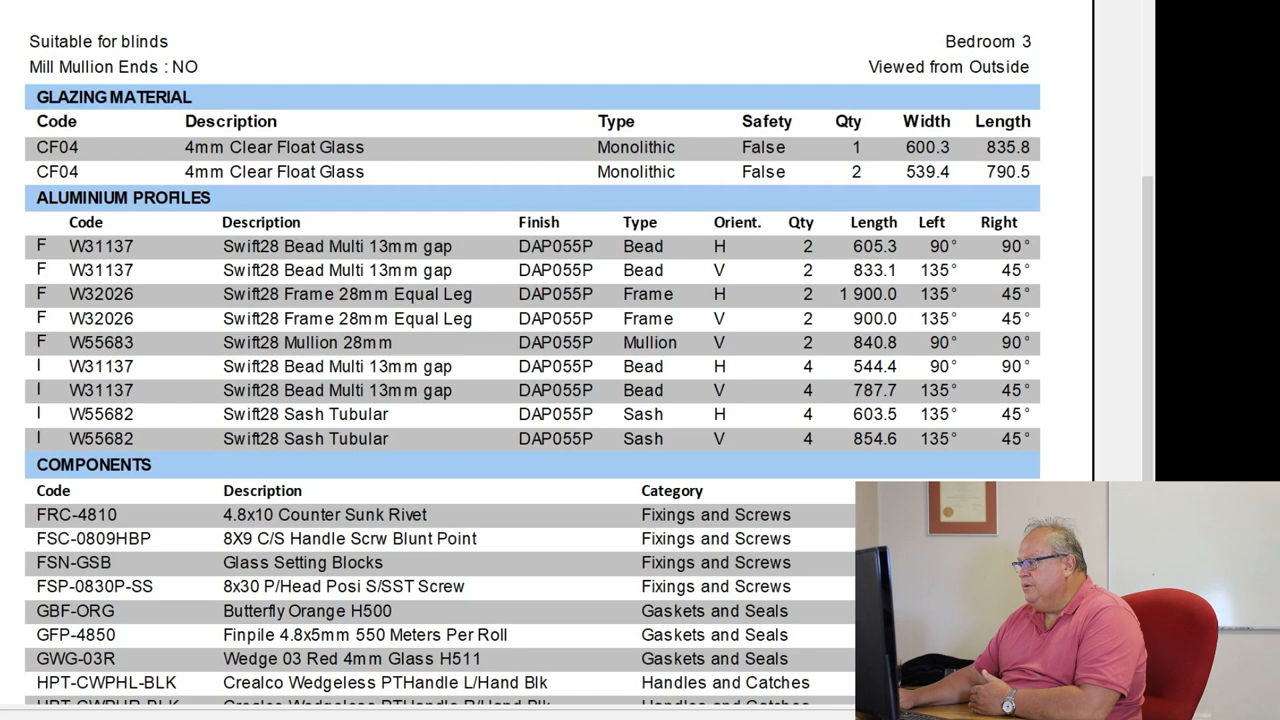 Suitable for blinds Bedroom 3
Mill Mullion Ends : NO Viewed from Outside
GLAZING MATERIAL
Code Description Type Safety Qty Width Length
CF04 4mm Clear Float Glass Monolithic False 1 600.3 835.8
CF04 4mm Clear Float Glass Monolithic False 2 539.4 790.5
ALUMINIUM PROFILES
Code Description Finish Type Orient. Qty Length Left Right
F W31137 Swift28 Bead Multi 13mm gap DAP055P Bead H 2 605.3 90° 90°
F W31137 Swift28 Bead Multi 13mm gap DAP055P Bead V 2 833.1 135° 45°
F W32026 Swift28 Frame 28mm Equal Leg DAP055P Frame H 2 1 900.0 135° 45°
F W32026 Swift28 Frame 28mm Equal Leg DAP055P Frame V 2 900.0 135° 45°
F W55683 Swift28 Mullion 28mm DAP055P Mullion V 2 840.8 90° 90°
I W31137 Swift28 Bead Multi 13mm gap DAP055P Bead H 4 544.4 90° 90°
I W31137 Swift28 Bead Multi 13mm gap DAP055P Bead V 4 787.7 135° 45°
I W55682 Swift28 Sash Tubular DAP055P Sash H 4 603.5 135° 45°
I W55682 Swift28 Sash Tubular DAP055P Sash V 4 854.6 135° 45°
COMPONENTS
Code Description Category
FRC-4810 4.8x10 Counter Sunk Rivet Fixings and Screws
FSC-0809HBP 8X9 C/S Handle Scrw Blunt Point Fixings and Screws
FSN-GSB Glass Setting Blocks Fixings and Screws
FSP-0830P-SS 8x30 P/Head Posi S/SST Screw Fixings and Screws
GBF-ORG Butterfly Orange H500 Gaskets and Seals
GFP-4850 Finpile 4.8x5mm 550 Meters Per Roll Gaskets and Seals
GWG-03R Wedge 03 Red 4mm Glass H511 Gaskets and Seals
HPT-CWPHL-BLK Crealco Wedgeless PTHandle L/Hand Blk Handles and Catches
HPT-CWPHR-BLK Crealco Wedgeless PTHandle R/Hand Blk Handles and Catches